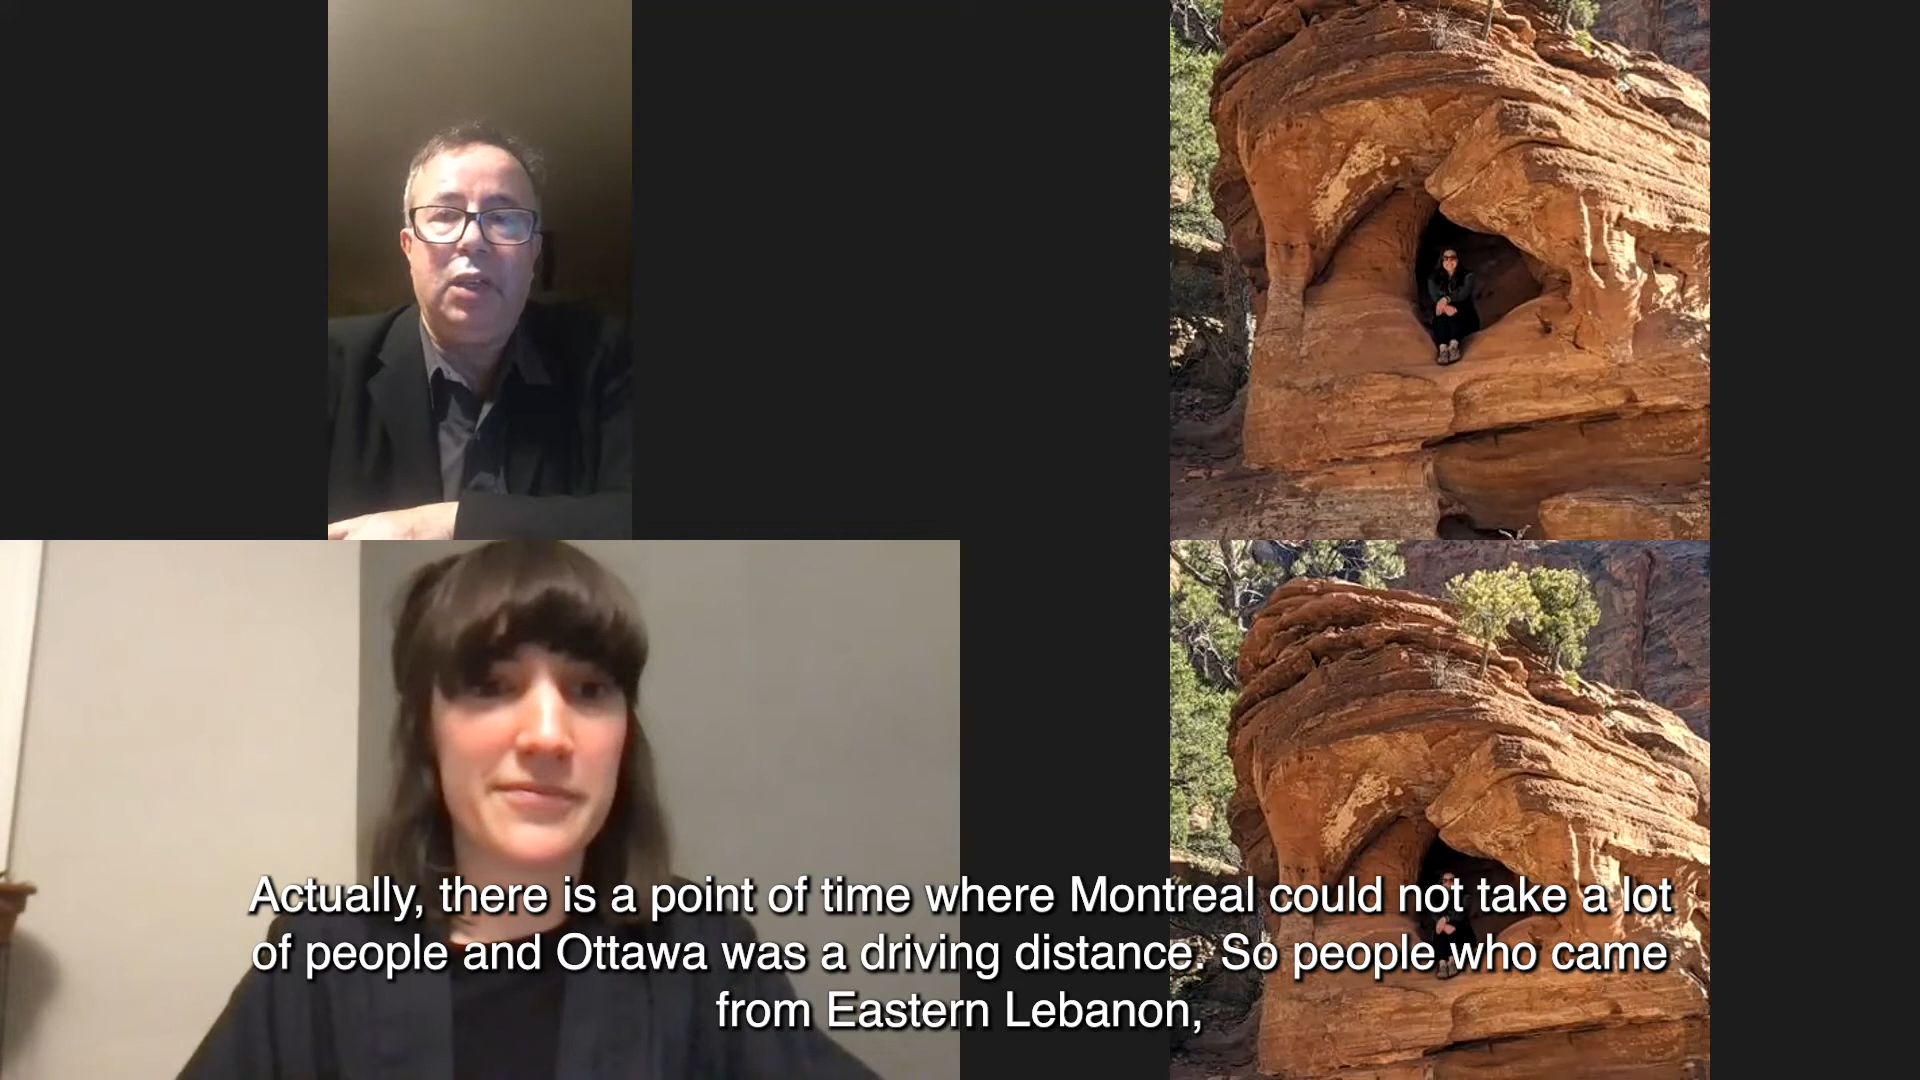 Actually, there is a point of time where Montreal could not take a lot
of people and Ottawa was a driving distance. So people who came
from Eastern Lebanon,